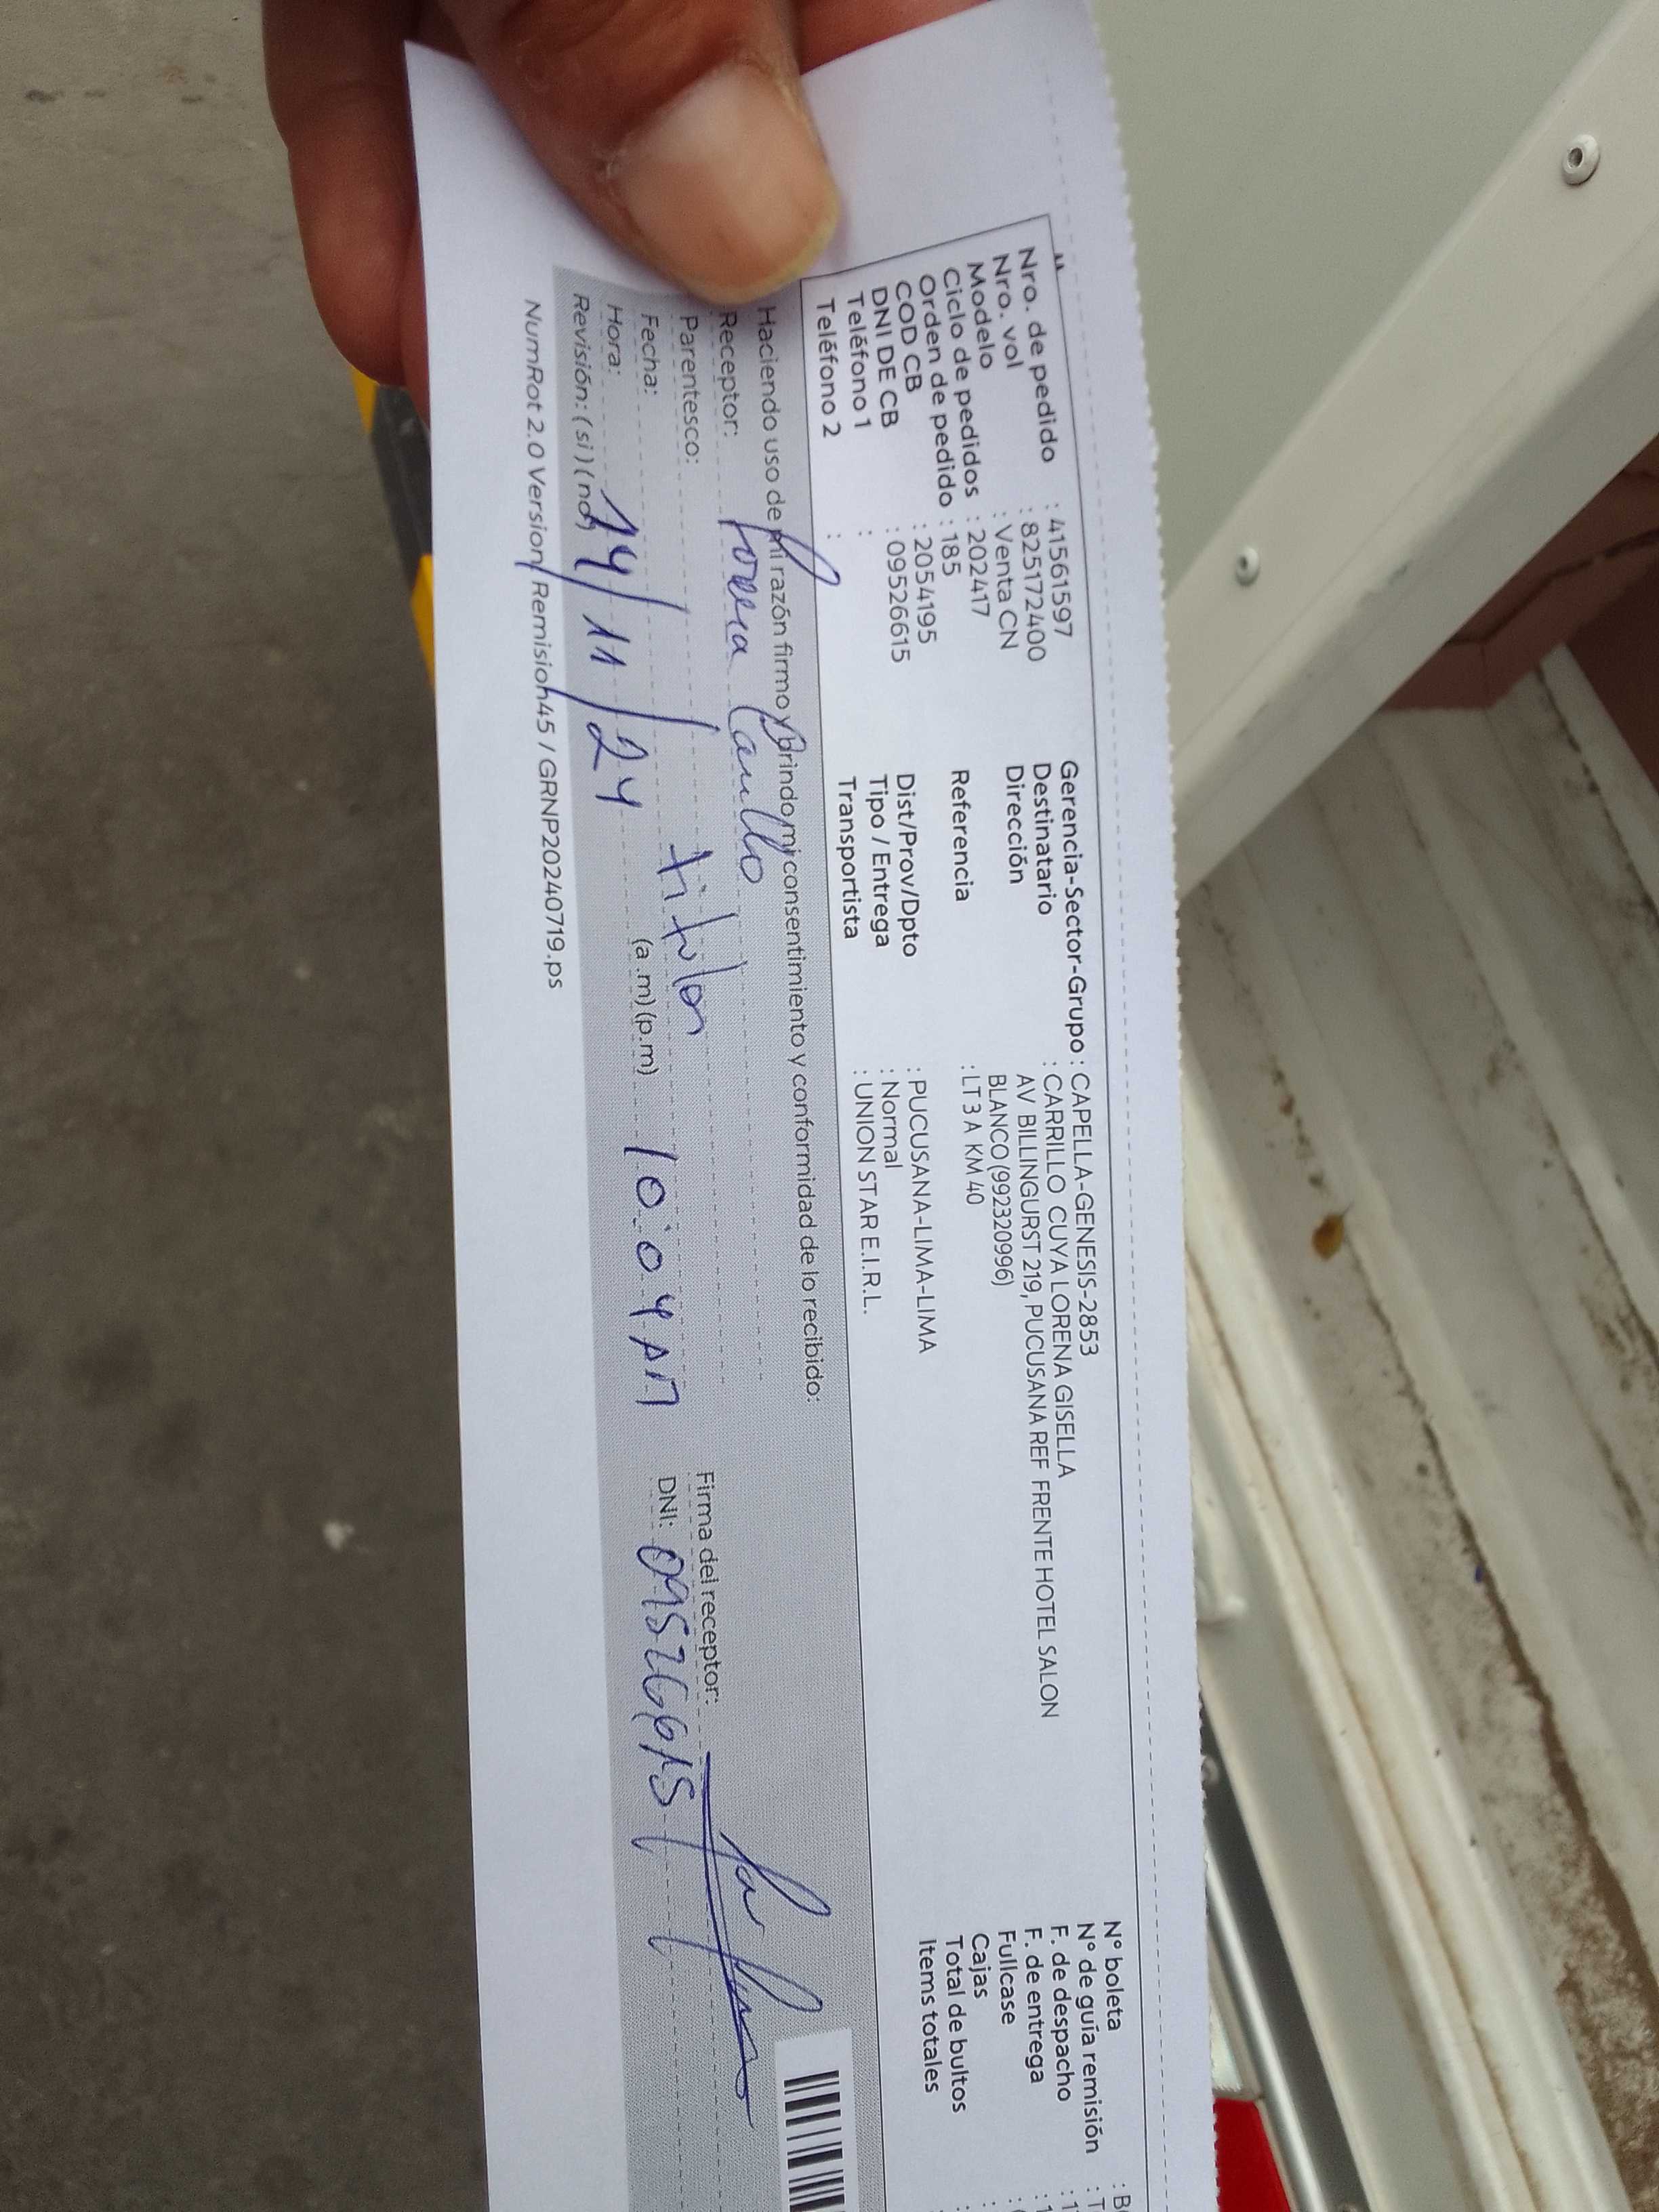 Nro. de pedido : 41561597
Nro. vol : 825172400
Modelo : Venta CN
Ciclo de pedidos : 202417
Orden de pedido : 185
COD CB : 2054195
DNI DE CB : 09526615
Teléfono 1 :
Teléfono 2 :
Gerencia-Sector-Grupo : CAPELLA-GENESIS-2853
Destinatario : CARRILLO CUYA LORENA GISELLA
Dirección AV BILLINGURST 219, PUCUSANA REF FRENTE HOTEL SALON
BLANCO (992320996)
Referencia : LT 3 A KM 40
Dist/Prov/Dpto : PUCUSANA-LIMA-LIMA
Tipo / Entrega : Normal
Transportista : UNION STAR E.I.R.L.
N° boleta
N° de guía remisión
F. de despacho
F. de entrega
Fullcase
Cajas
Total de bultos
Items totales
Haciendo uso de mi razón firmo y brindo mi consentimiento y conformidad de lo recibido:
Receptor: Lorena Carrillo
Parentesco: titular
Firma del receptor:
Fecha: 14/11/24
Hora: (a.m) (p.m) 10:04 AM
DNI: 09526615
Revisión: (si) (no)
NumRot 2.0 Version/ Remision45 / GRNP20240719.ps